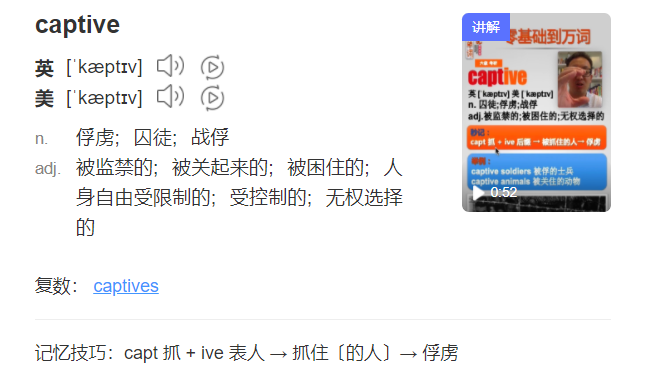 captive
英 [ˈkæptɪv]
美 [ˈkæptɪv]
n. 俘虏；囚徒；战俘
adj. 被监禁的；被关起来的；被困住的；人
身自由受限制的；受控制的；无权选择
的
复数： captives
记忆技巧：capt 抓 + ive 表人 → 抓住〔的人〕→ 俘虏
讲解
零基础到万词
captive
英 [ˈkæptɪv] 美 [ˈkæptɪv]
n. 囚徒;俘虏;战俘
adj.被监禁的;被困住的;无权选择的
capt 抓 + ive 后缀 → 被抓住的人→ 俘虏
captive soldiers 被俘的士兵
captive animals 被关住的动物
0:52